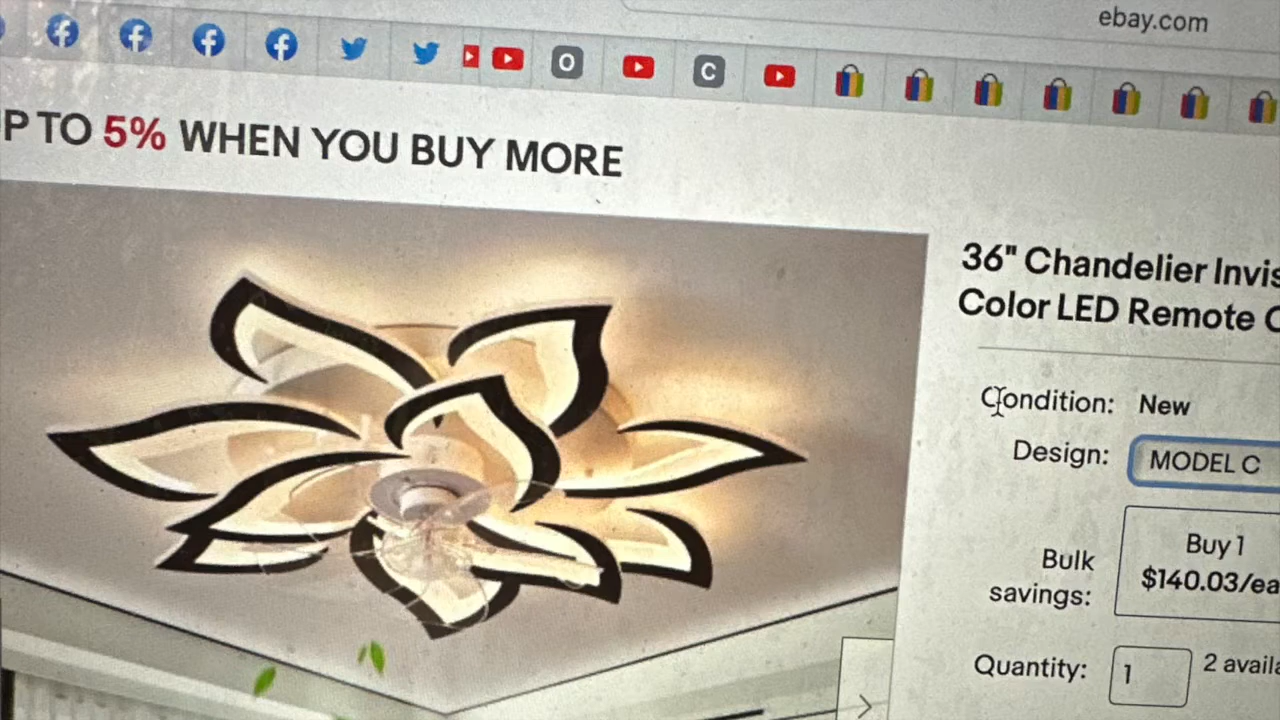 ebay.com
O
C
P TO 5% WHEN YOU BUY MORE
36" Chandelier Invis
Color LED Remote C
Condition: New
Design: MODEL C
Bulk
savings:
Buy 1
$140.03/ea
Quantity: 1 2 availa